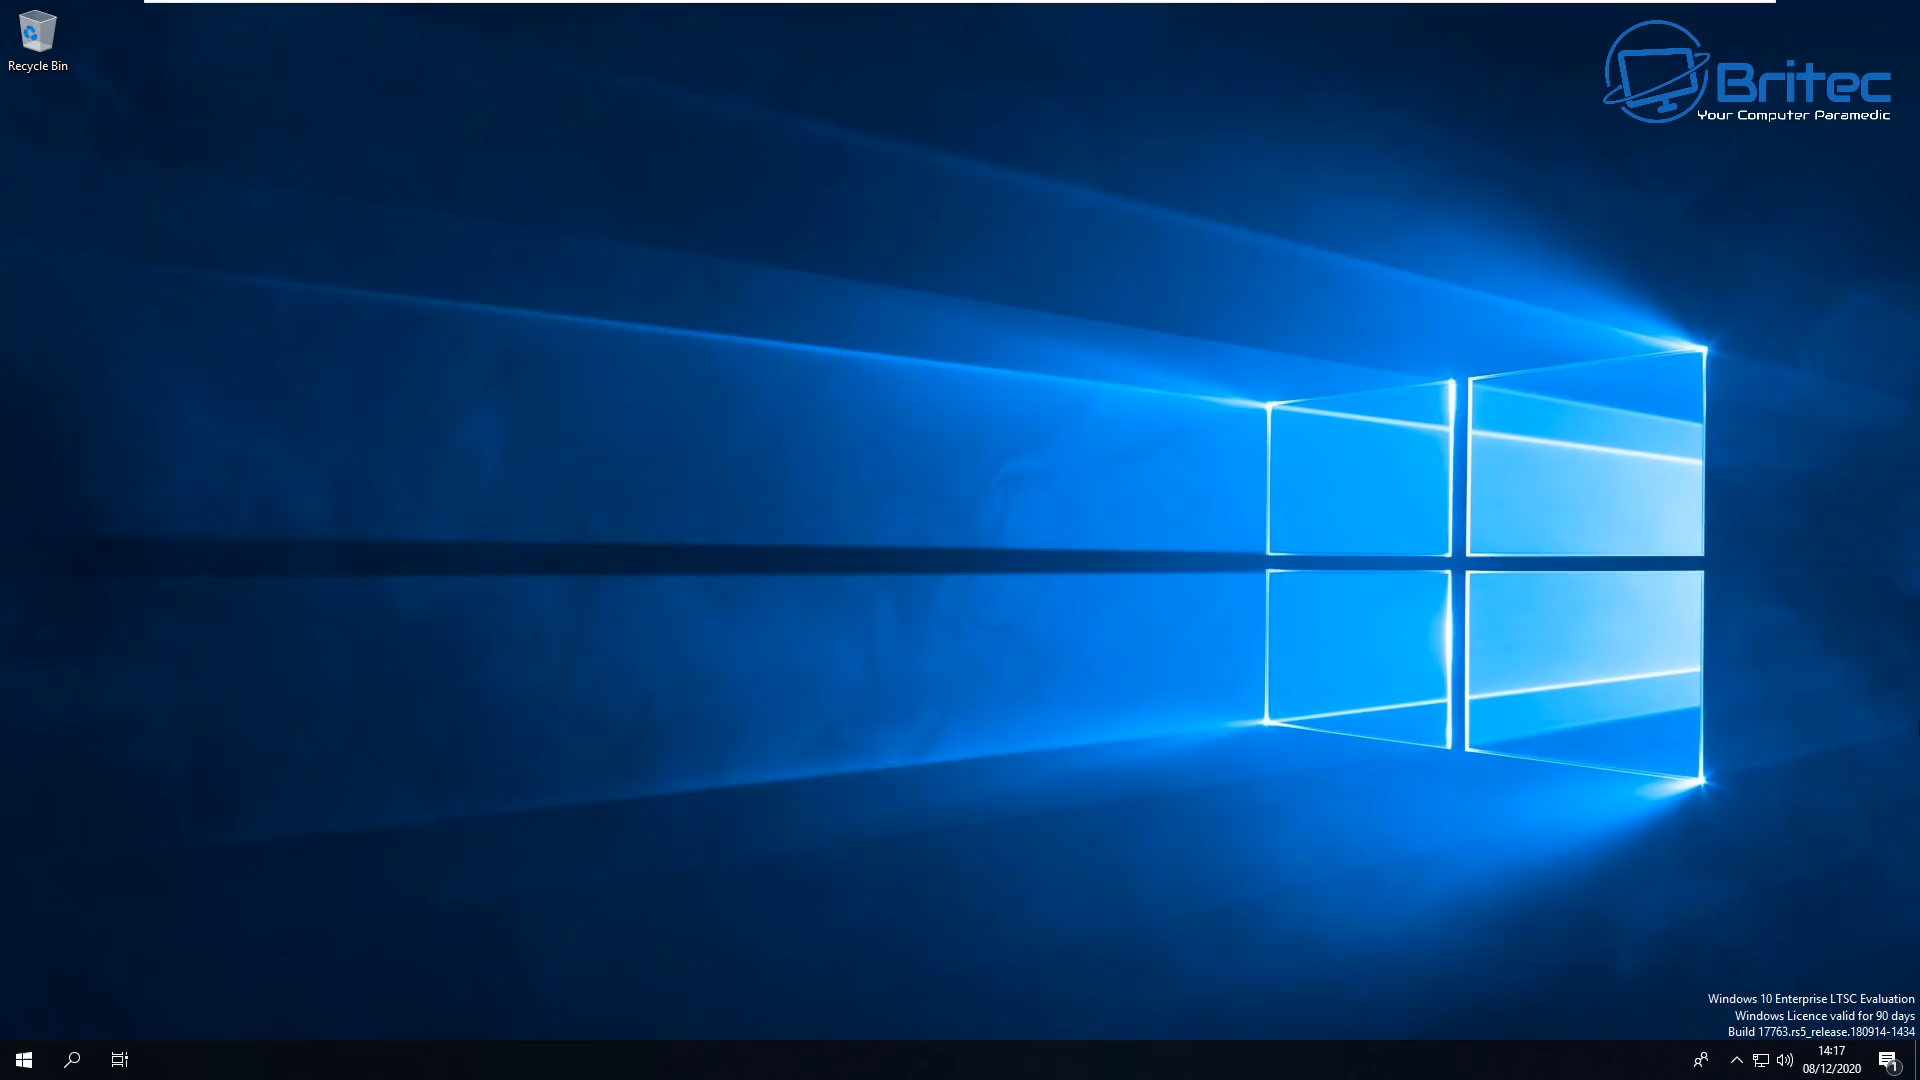 Recycle Bin
Britec
Your Computer Paramedic
Windows 10 Enterprise LTSC Evaluation
Windows Licence valid for 90 days
Build 17763.rs5_release.180914-1434
14:17
08/12/2020
1